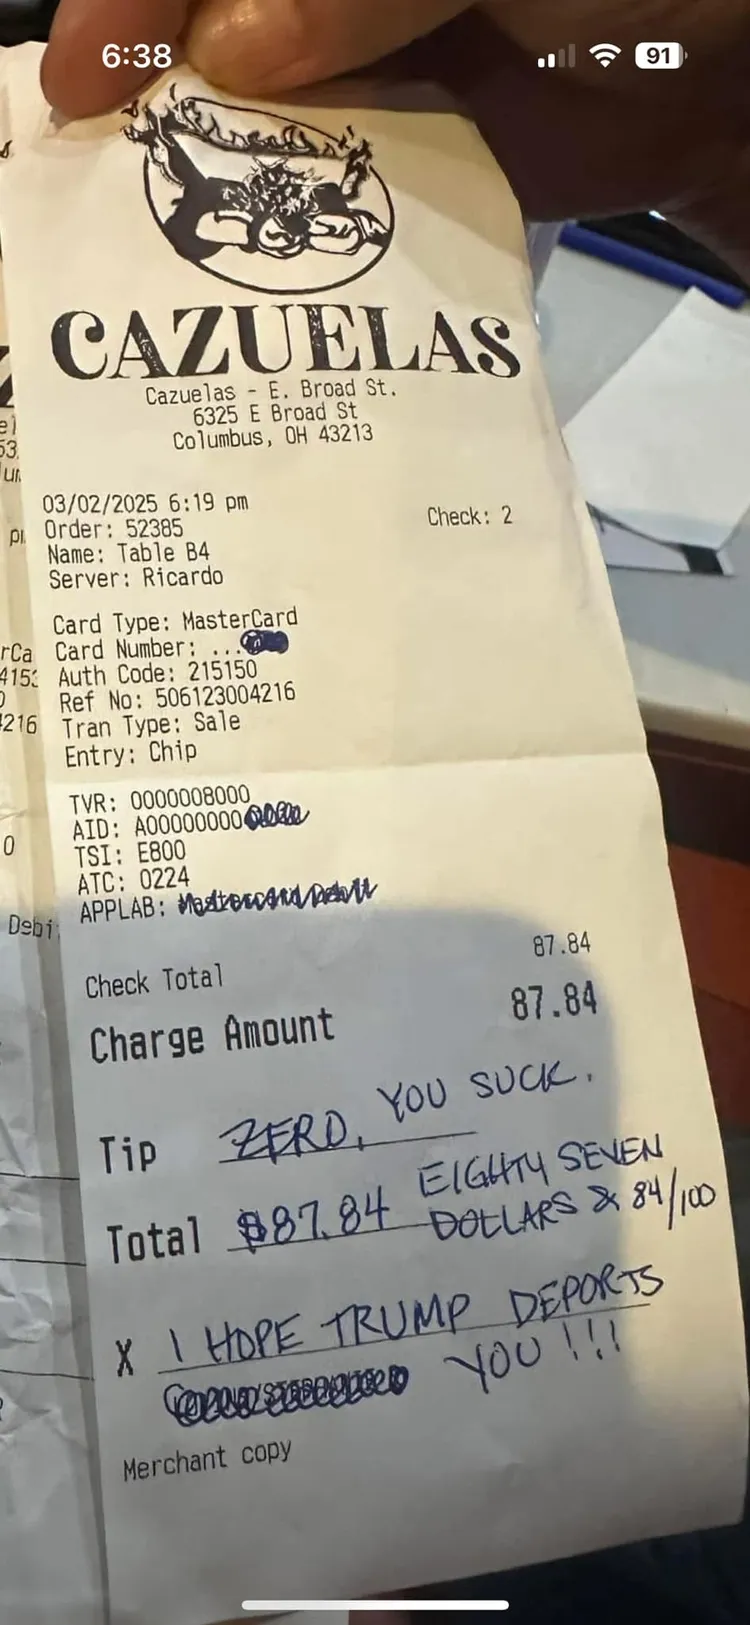 6:38
91
CAZUELAS
Cazuelas - E. Broad St.
6325 E Broad St
Columbus, OH 43213
03/02/2025 6:19 pm
Check: 2
Order: 52385
Name: Table B4
Server: Ricardo
Card Type: MasterCard
Card Number: ...
Auth Code: 215150
Ref No: 506123004216
Tran Type: Sale
Entry: Chip
TVR: 0000008000
AID: A00000000
TSI: E800
ATC: 0224
APPLAB:
Check Total 87.84
Charge Amount 87.84
Tip ZERO, YOU SUCK.
Total $87.84 EIGHTY SEVEN
DOLLARS & 84/100
X I HOPE TRUMP DEPORTS
YOU!!!
Merchant copy
rCa
216
Debi